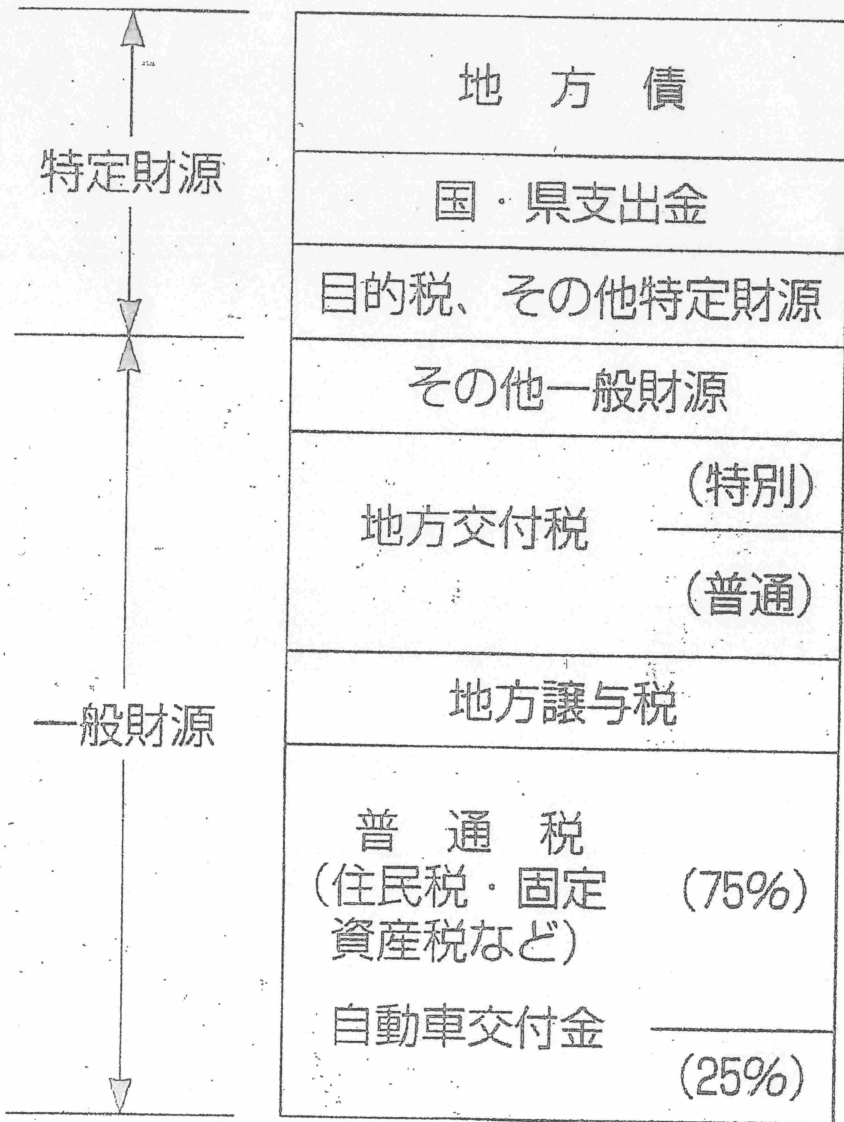 地方債
特定財源
国・県支出金
目的税、その他特定財源
その他一般財源
(特別)
地方交付税
(普通)
地方譲与税
一般財源
普通税
(住民税・固定
(75%)
資産税など)
自動車交付金
(25%)